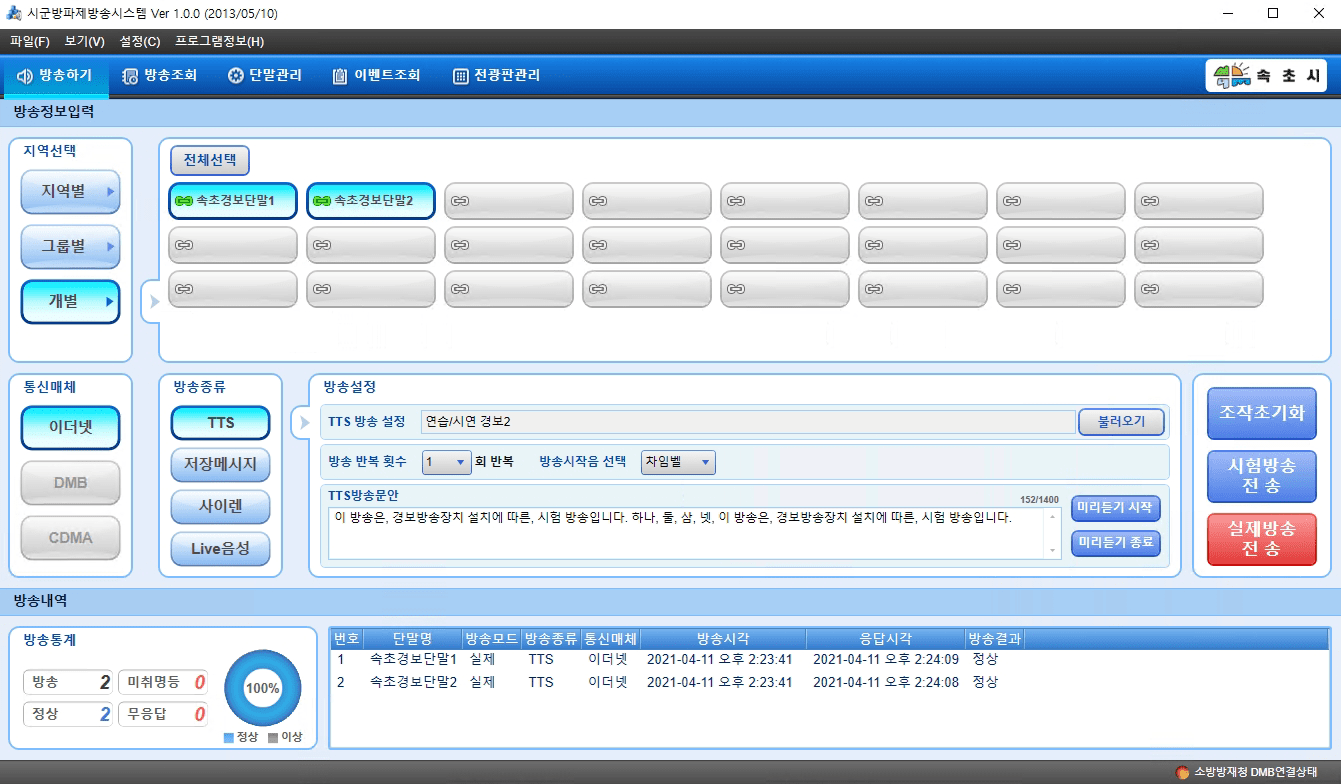 시군방파제방송시스템 Ver 1.0.0 (2013/05/10)
파일(F) 보기(V) 설정(C) 프로그램정보(H)
방송하기 방송조회 단말관리 이벤트조회 전광판관리 속 초 시
방송정보입력
지역선택
지역별
그룹별
개별
전체선택
속초경보단말1 속초경보단말2
통신매체
이더넷
DMB
CDMA
방송종류
TTS
저장메시지
사이렌
Live음성
방송설정
TTS 방송 설정 연습/시연 경보2 불러오기
방송 반복 횟수 1 회 반복 방송시작음 선택 차임벨
TTS방송문안 152/1400
이 방송은, 경보방송장치 설치에 따른, 시험 방송입니다. 하나, 둘, 삼, 넷, 이 방송은, 경보방송장치 설치에 따른, 시험 방송입니다.
미리듣기 시작
미리듣기 종료
조작초기화
시험방송
전 송
실제방송
전 송
방송내역
방송통계
방송 2 미취명등 0
정상 2 무응답 0
100%
정상 이상
번호 단말명 방송모드 방송종류 통신매체 방송시각 응답시각 방송결과
1 속초경보단말1 실제 TTS 이더넷 2021-04-11 오후 2:23:41 2021-04-11 오후 2:24:09 정상
2 속초경보단말2 실제 TTS 이더넷 2021-04-11 오후 2:23:41 2021-04-11 오후 2:24:08 정상
소방방재청 DMB연결상태